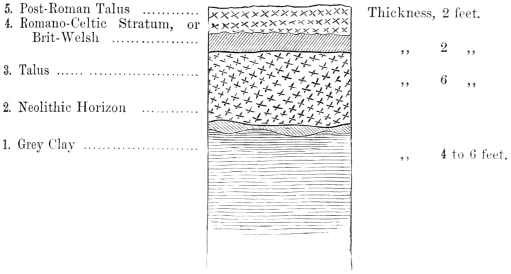 5. Post-Roman Talus ............ Thickness, 2 feet.
4. Romano-Celtic Stratum, or
Brit-Welsh .................. ,, 2 ,,
3. Talus ...... .................. ,, 6 ,,
2. Neolithic Horizon ............
1. Grey Clay ........................ ,, 4 to 6 feet.